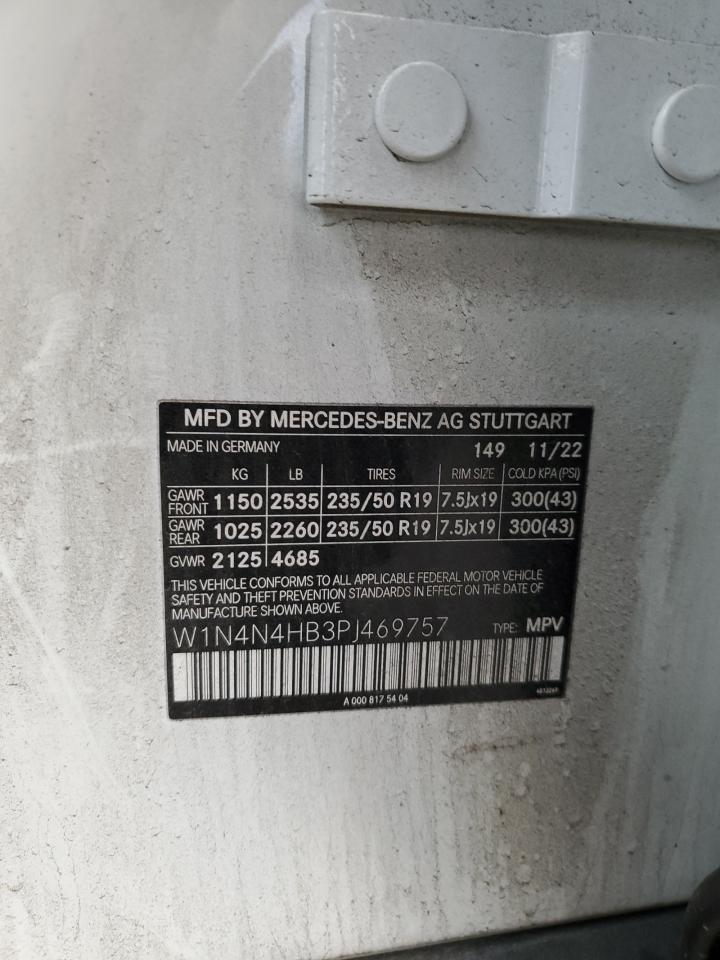 MFD BY MERCEDES-BENZ AG STUTTGART
MADE IN GERMANY 149 11/22
KG LB TIRES RIM SIZE COLD KPA (PSI)
GAWR FRONT 1150 2535 235/50 R19 7.5Jx19 300(43)
GAWR REAR 1025 2260 235/50 R19 7.5Jx19 300(43)
GVWR 2125 4685
THIS VEHICLE CONFORMS TO ALL APPLICABLE FEDERAL MOTOR VEHICLE
SAFETY AND THEFT PREVENTION STANDARDS IN EFFECT ON THE DATE OF
MANUFACTURE SHOWN ABOVE.
W1N4N4HB3PJ469757 TYPE: MPV
A 000 817 54 04